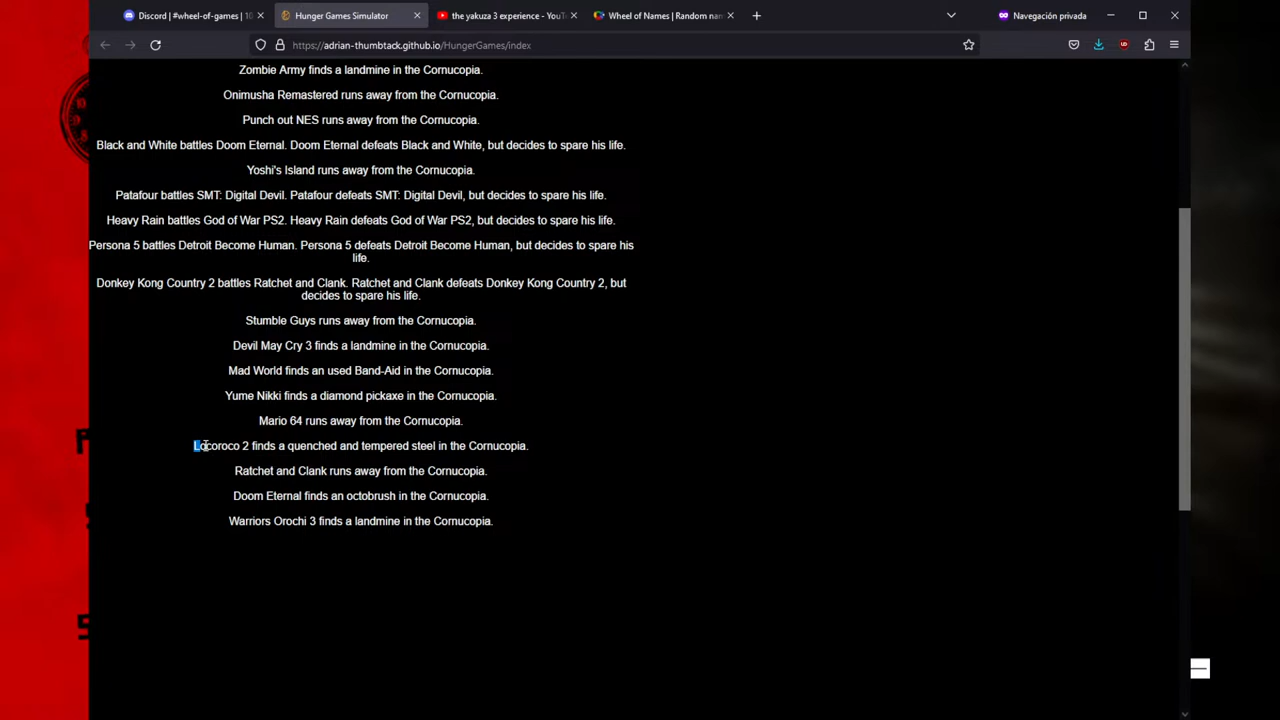 Discord | #wheel-of-games | 10
Hunger Games Simulator
the yakuza 3 experience - YouT
Wheel of Names | Random nam
Navegación privada
https://adrian-thumbtack.github.io/HungerGames/index
Zombie Army finds a landmine in the Cornucopia.
Onimusha Remastered runs away from the Cornucopia.
Punch out NES runs away from the Cornucopia.
Black and White battles Doom Eternal. Doom Eternal defeats Black and White, but decides to spare his life.
Yoshi's Island runs away from the Cornucopia.
Patafour battles SMT: Digital Devil. Patafour defeats SMT: Digital Devil, but decides to spare his life.
Heavy Rain battles God of War PS2. Heavy Rain defeats God of War PS2, but decides to spare his life.
Persona 5 battles Detroit Become Human. Persona 5 defeats Detroit Become Human, but decides to spare his
life.
Donkey Kong Country 2 battles Ratchet and Clank. Ratchet and Clank defeats Donkey Kong Country 2, but
decides to spare his life.
Stumble Guys runs away from the Cornucopia.
Devil May Cry 3 finds a landmine in the Cornucopia.
Mad World finds an used Band-Aid in the Cornucopia.
Yume Nikki finds a diamond pickaxe in the Cornucopia.
Mario 64 runs away from the Cornucopia.
Locoroco 2 finds a quenched and tempered steel in the Cornucopia.
Ratchet and Clank runs away from the Cornucopia.
Doom Eternal finds an octobrush in the Cornucopia.
Warriors Orochi 3 finds a landmine in the Cornucopia.